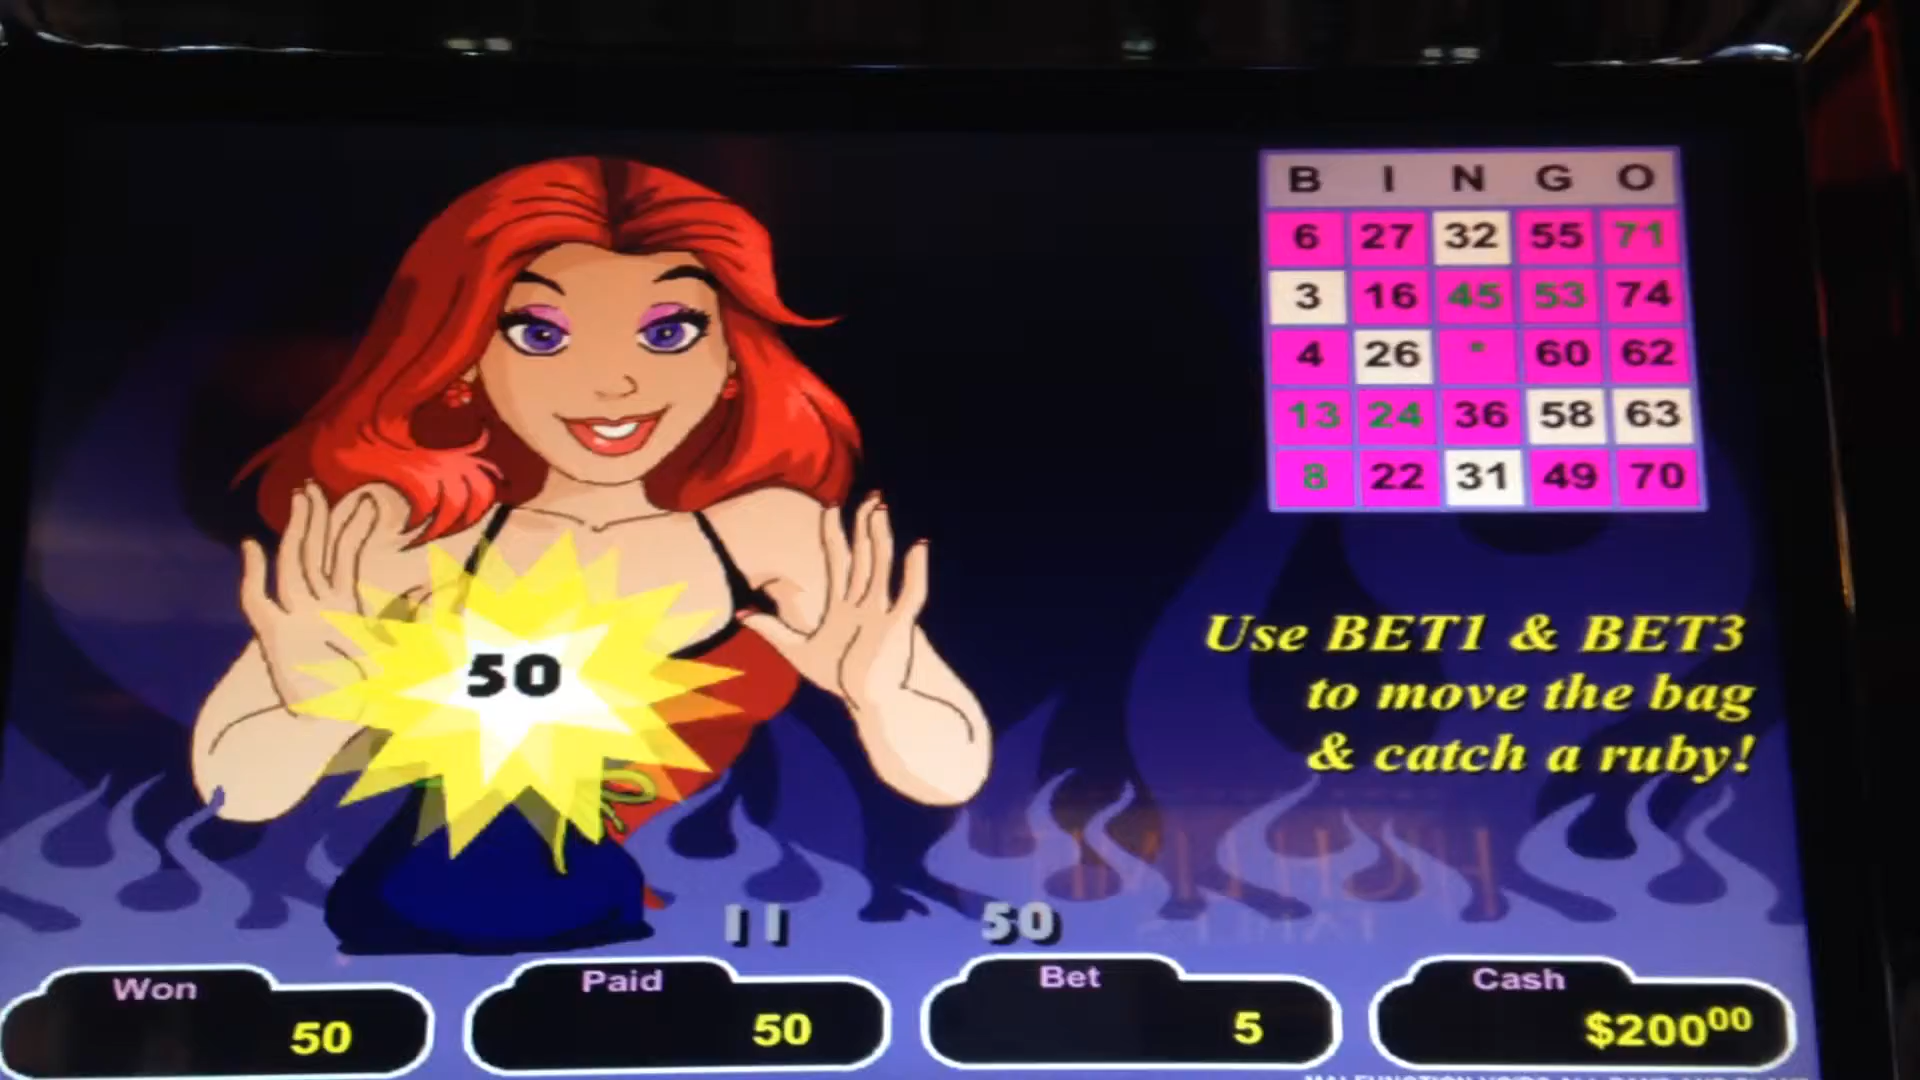 B I N G O
6 27 32 55 71
3 16 45 53 74
4 26 * 60 62
13 24 36 58 63
8 22 31 49 70
50
Use BET1 & BET3
to move the bag
& catch a ruby!
11 50
Won Paid Bet Cash
50 50 5 $20000